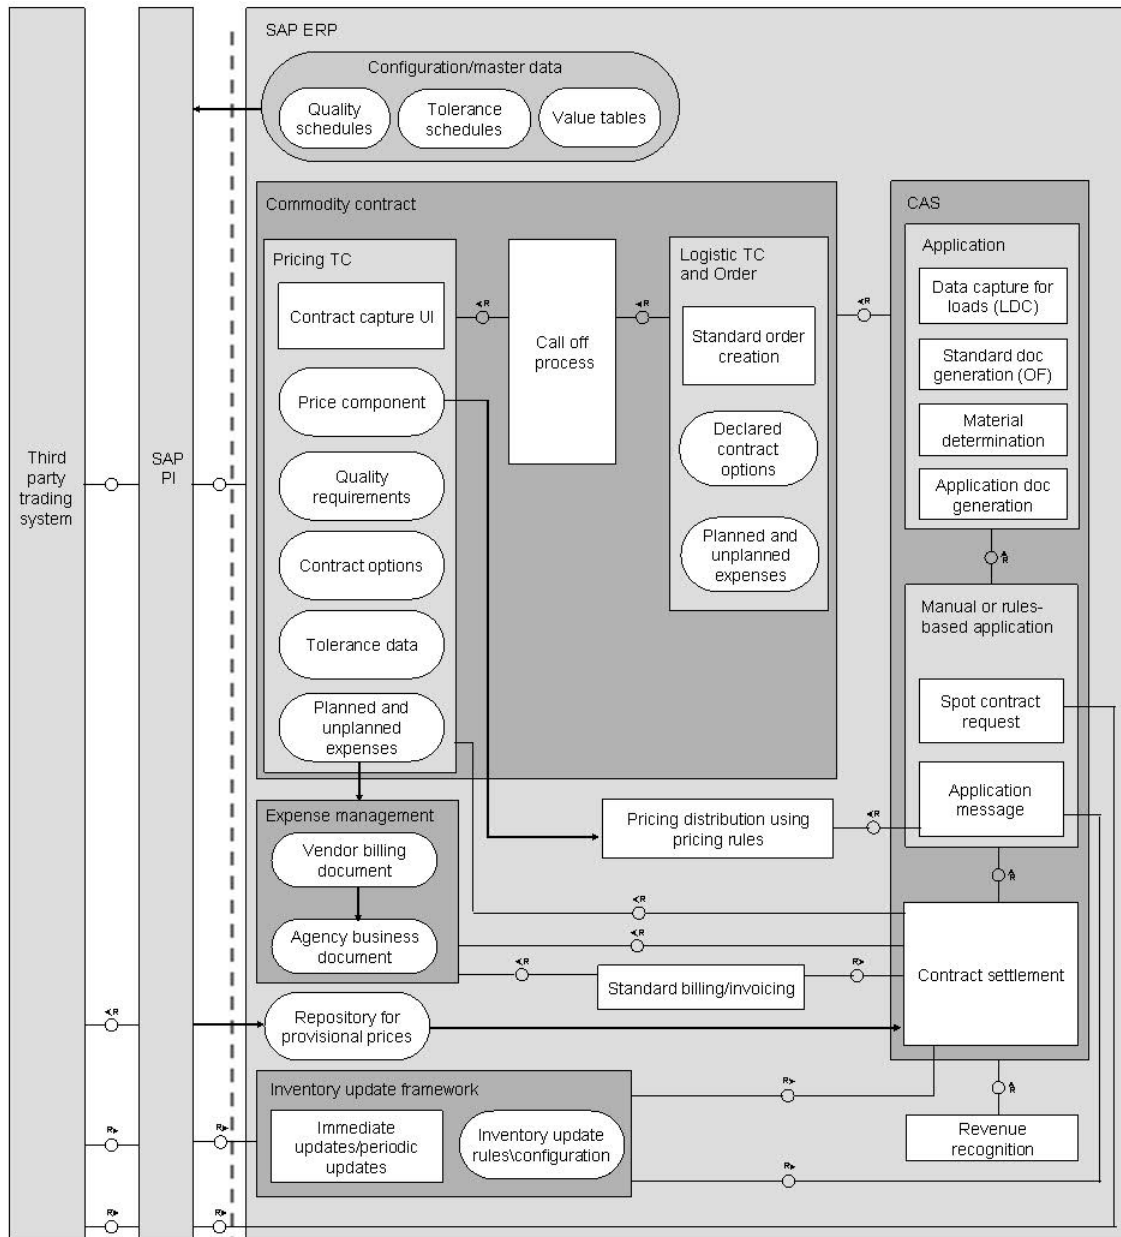 SAP ERP
Configuration/master data
Quality
schedules
Tolerance
schedules
Value tables
Third
party
trading
system
SAP
PI
Commodity contract
Pricing TC
Contract capture UI
Price component
Quality
requirements
Contract options
Tolerance data
Planned and
unplanned
expenses
R
Call off
process
R
Logistic TC
and Order
Standard order
creation
Declared
contract
options
Planned and
unplanned
expenses
R
CAS
Application
Data capture for
loads (LDC)
Standard doc
generation (OF)
Material
determination
Application doc
generation
R
Manual or rules-
based application
Spot contract
request
Application
message
Expense management
Vendor billing
document
Agency business
document
Pricing distribution using
pricing rules
R
R
R
R
R
Standard billing/invoicing
R
Contract settlement
R
Repository for
provisional prices
Inventory update framework
Immediate
updates/periodic
updates
Inventory update
rules\configuration
R
R
R
Revenue
recognition
R
R
R
R